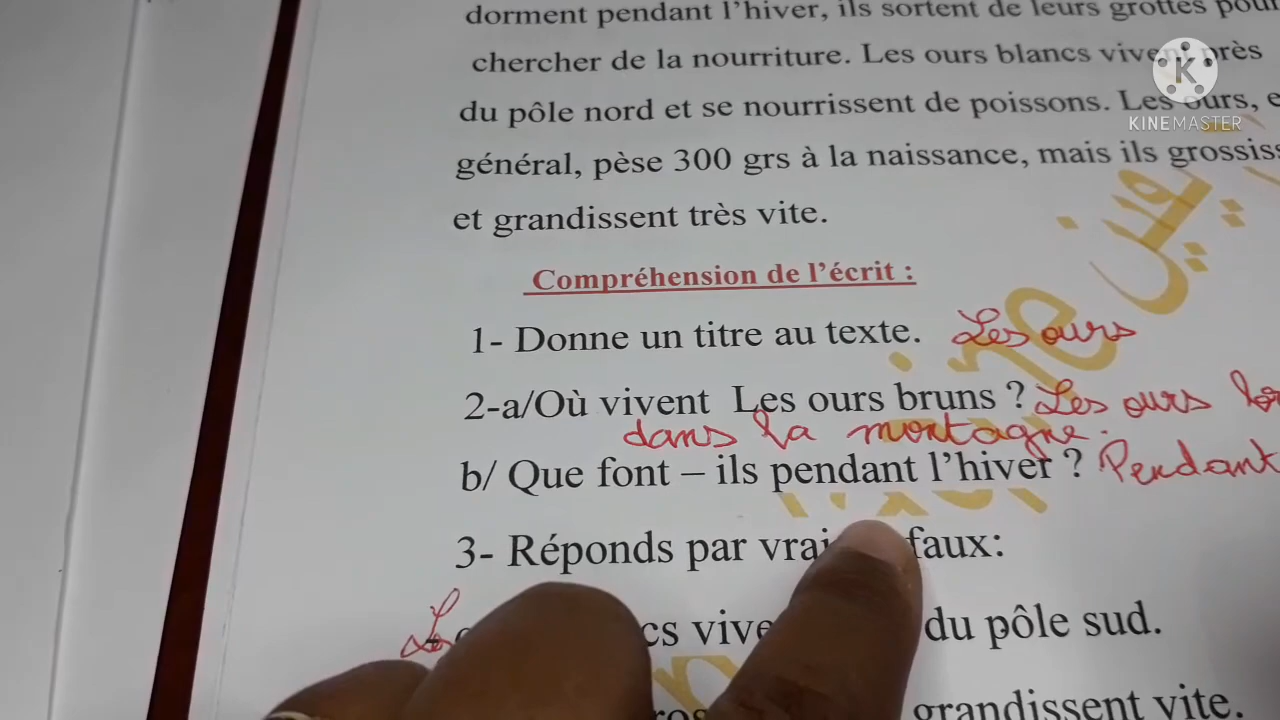 dorment pendant l'hiver, ils sortent de leurs grottes pour
chercher de la nourriture. Les ours blancs vivent près
du pôle nord et se nourrissent de poissons. Les ours,
général, pèse 300 grs à la naissance, mais ils
et grandissent très vite.
Compréhension de l'écrit :
1- Donne un titre au texte. Les ours
2-a/Où vivent Les ours bruns ? Les ours
dans la montagne.
b/ Que font – ils pendant l'hiver ? Pendant
3- Réponds par vrai faux:
du pôle sud.
grandissent vite.
K
KINEMASTER